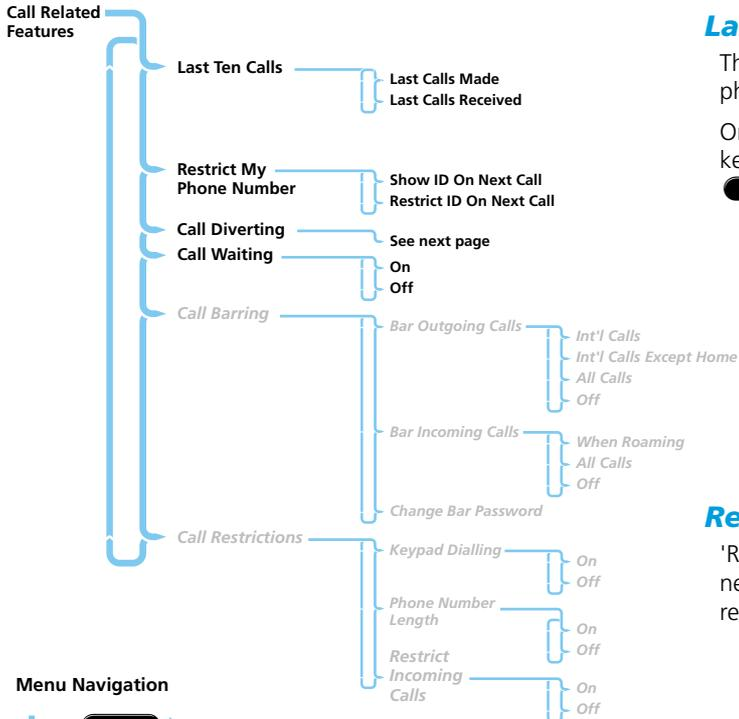 Call Related
Features
Last Ten Calls
Last Calls Made
Last Calls Received
Restrict My
Phone Number
Show ID On Next Call
Restrict ID On Next Call
Call Diverting
See next page
Call Waiting
On
Off
Call Barring
Bar Outgoing Calls
Int'l Calls
Int'l Calls Except Home
All Calls
Off
Bar Incoming Calls
When Roaming
All Calls
Off
Change Bar Password
Call Restrictions
Keypad Dialling
On
Off
Phone Number
Length
On
Off
Restrict
Incoming
Calls
On
Off
Menu Navigation
La
Th
ph
On
ke
Re
'R
ne
re